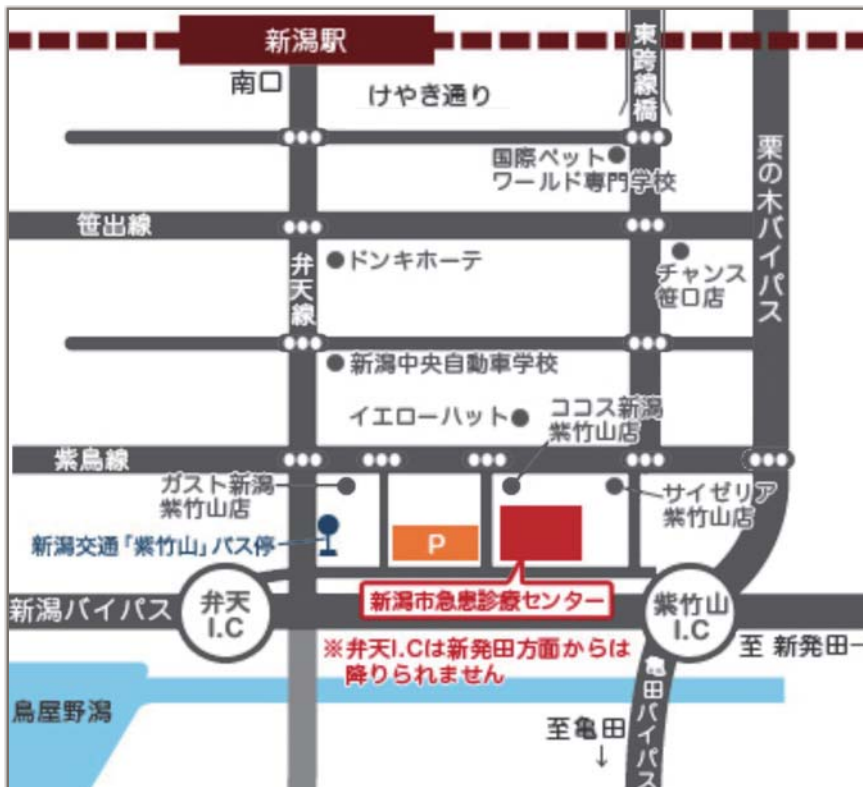 新潟駅
南口
けやき通り
東跨線橋
国際ペット
ワールド専門学校
栗の木バイパス
笹出線
弁天線
ドンキホーテ
チャンス
笹口店
新潟中央自動車学校
イエローハット
ココス新潟
紫竹山店
紫鳥線
ガスト新潟
紫竹山店
サイゼリア
紫竹山店
新潟交通「紫竹山」バス停
P
新潟市急患診療センター
新潟バイパス
弁天
I.C
紫竹山
I.C
※弁天I.Cは新発田方面からは
降りられません
至 新発田→
鳥屋野潟
亀田バイパス
至亀田
↓